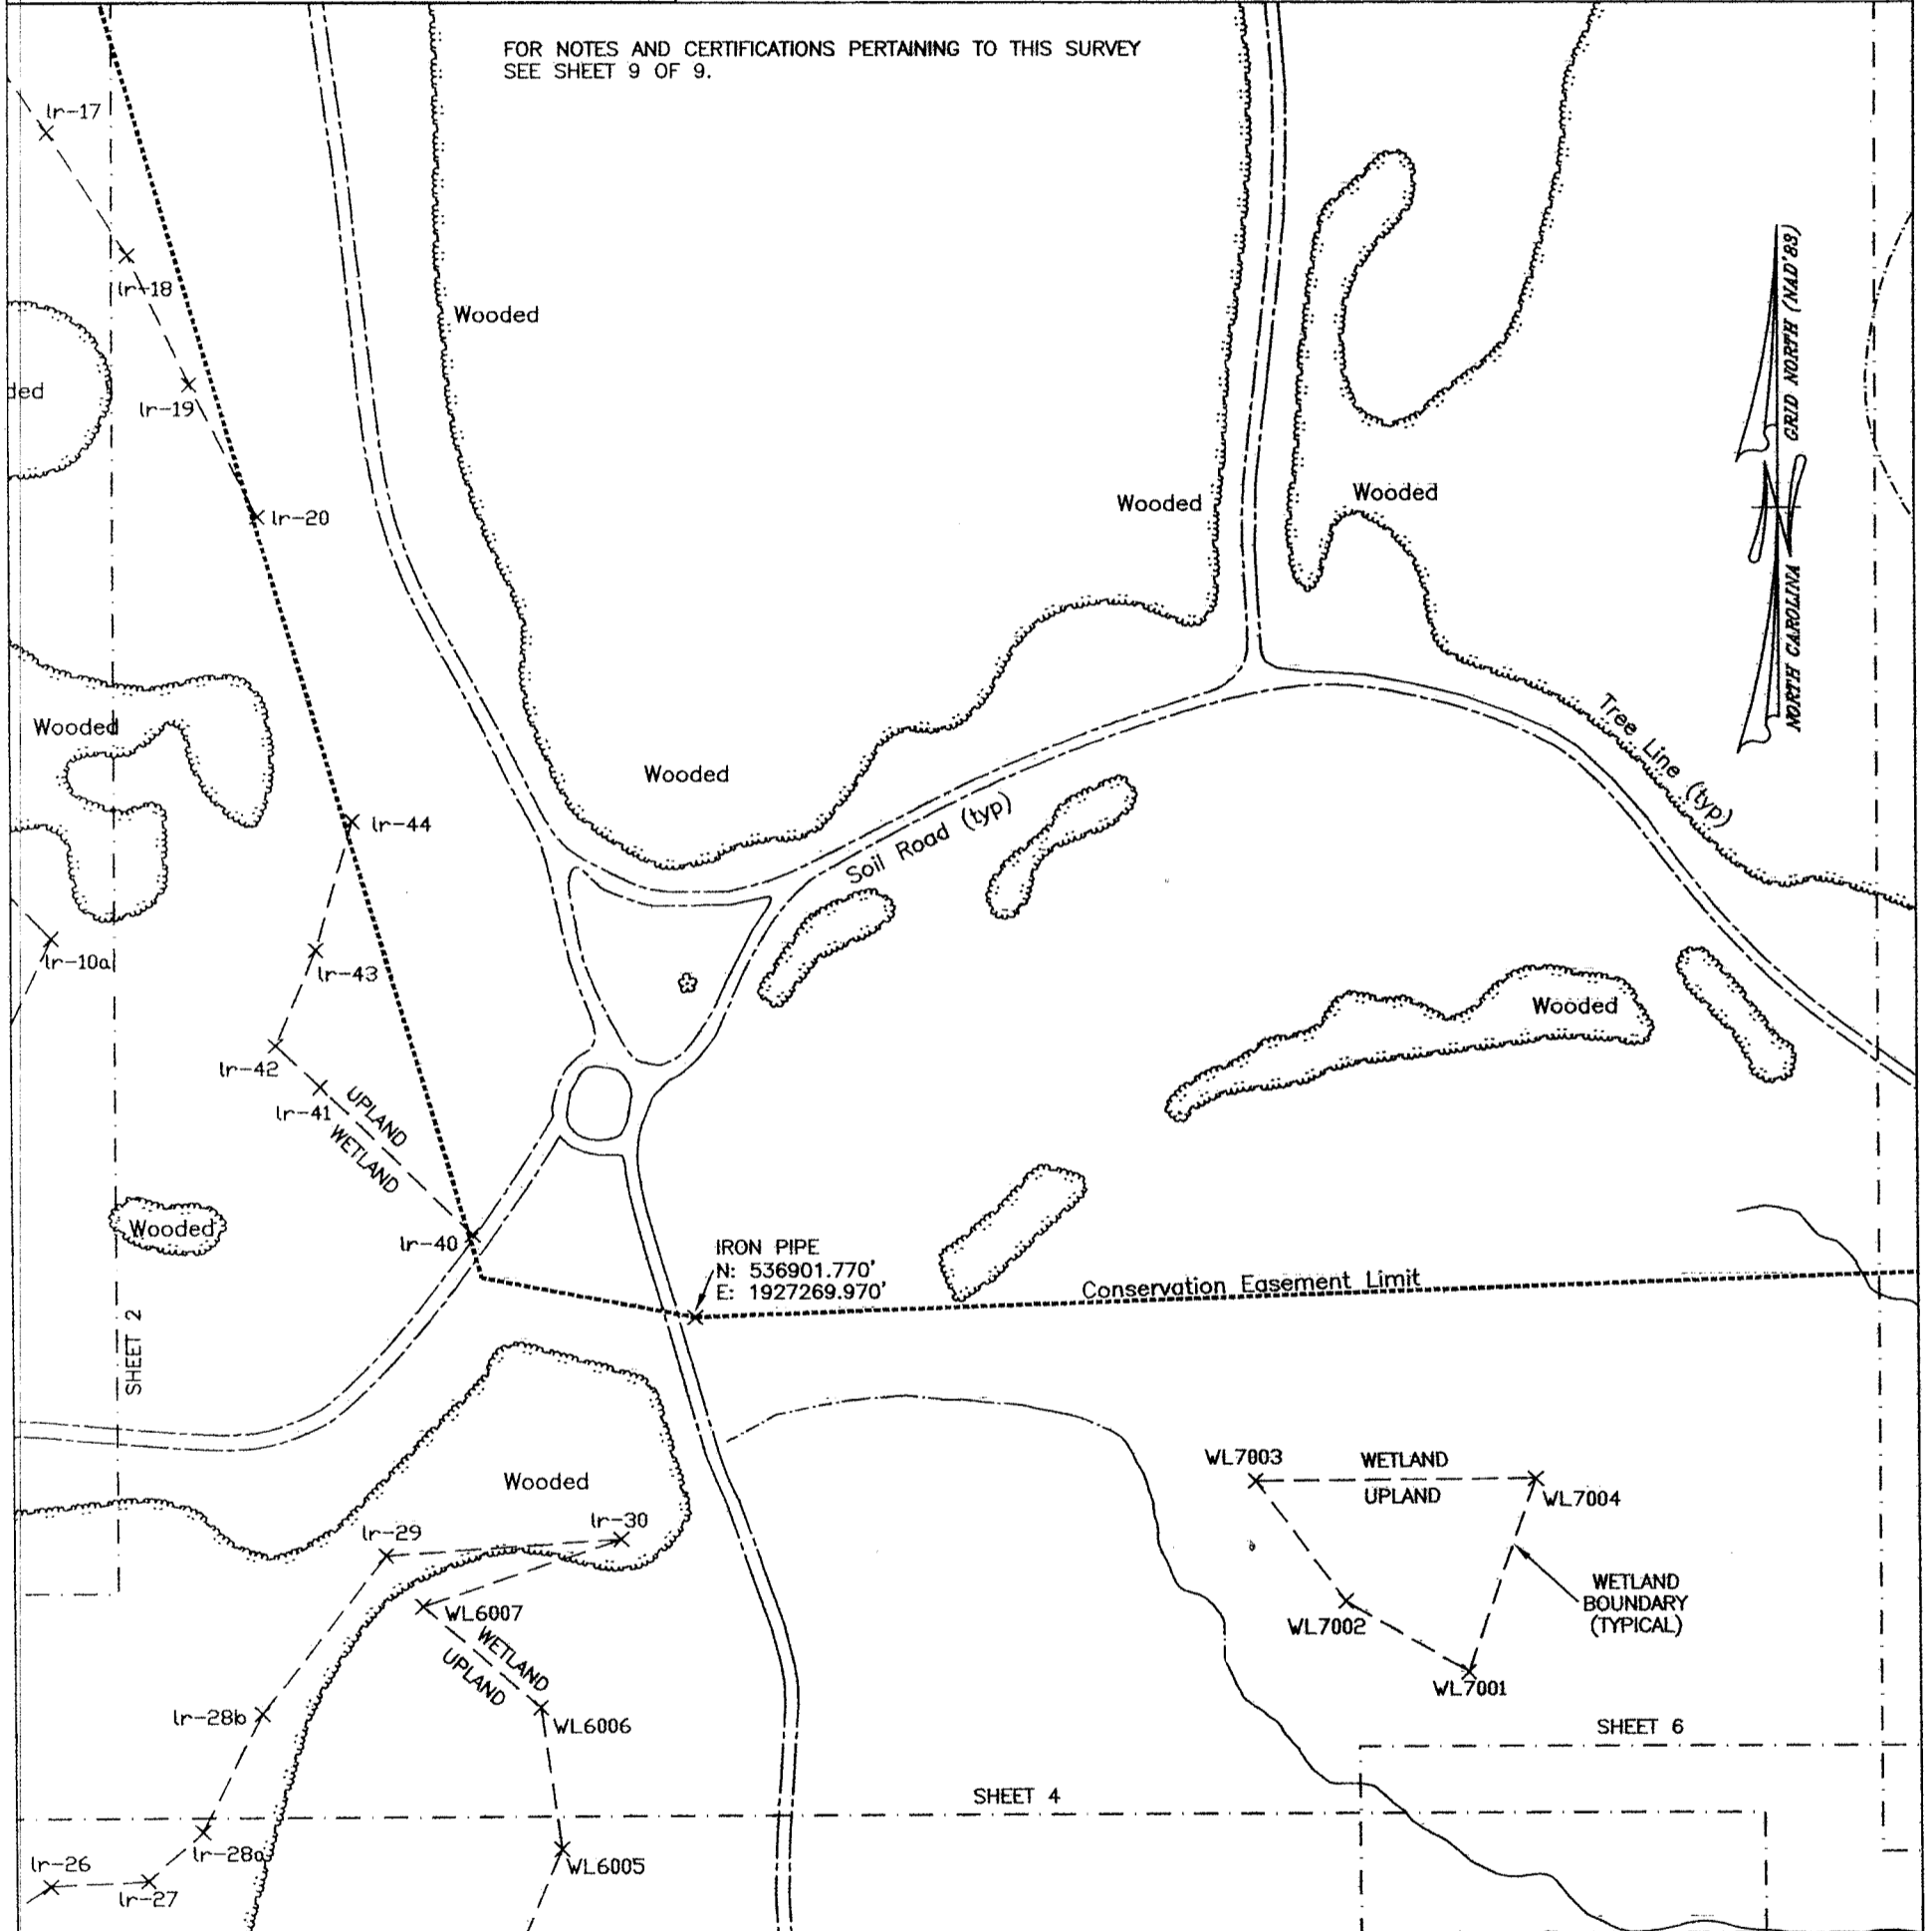 FOR NOTES AND CERTIFICATIONS PERTAINING TO THIS SURVEY
SEE SHEET 9 OF 9.
lr-17
lr-18
Wooded
ded
lr-19
lr-20
Wooded
Wooded
NORTH CAROLINA GRID NORTH (NAD'83)
Wooded
Wooded
Tree Line (typ)
lr-44
Soil Road (typ)
lr-10a
lr-43
Wooded
lr-42
lr-41
UPLAND
WETLAND
Wooded
lr-40
IRON PIPE
N: 536901.770'
E: 1927269.970'
Conservation Easement Limit
SHEET 2
WL7003
WETLAND
UPLAND
WL7004
Wooded
lr-29
lr-30
WETLAND
BOUNDARY
(TYPICAL)
WL6007
WL7002
WETLAND
UPLAND
WL7001
lr-28b
WL6006
SHEET 6
SHEET 4
lr-28a
lr-26
WL6005
lr-27